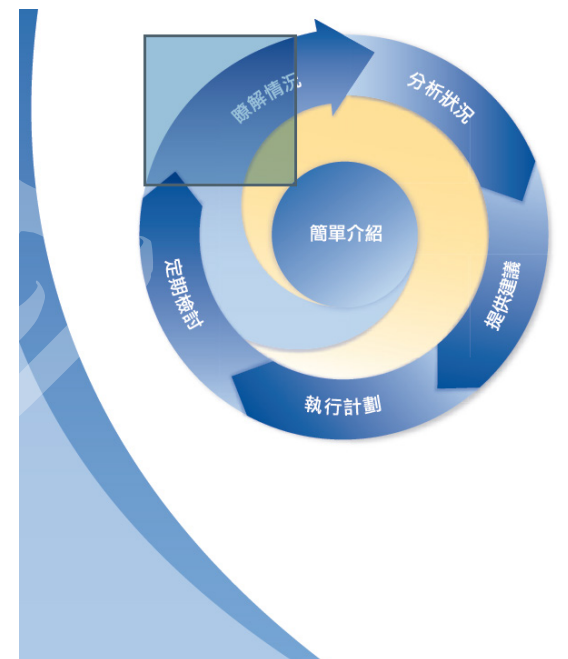 瞭解情況
分析狀況
提供建議
執行計劃
定期檢討
簡單介紹